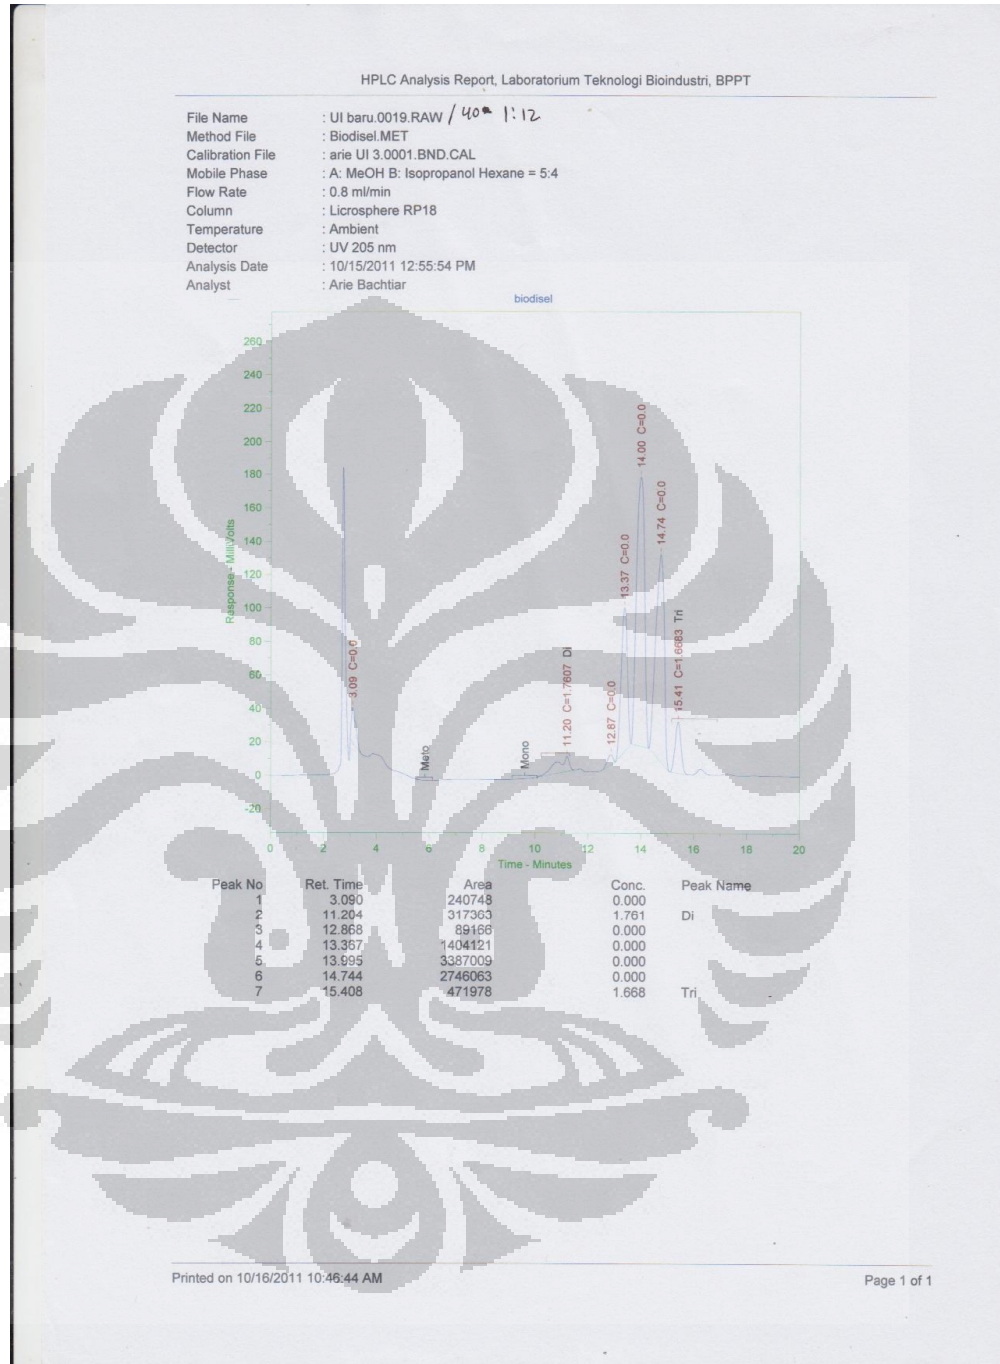 HPLC Analysis Report, Laboratorium Teknologi Bioindustri, BPPT
File Name : UI baru.0019.RAW / 40* 1:12
Method File : Biodisel.MET
Calibration File : arie UI 3.0001.BND.CAL
Mobile Phase : A: MeOH B: Isopropanol Hexane = 5:4
Flow Rate : 0.8 ml/min
Column : Licrosphere RP18
Temperature : Ambient
Detector : UV 205 nm
Analysis Date : 10/15/2011 12:55:54 PM
Analyst : Arie Bachtiar
biodisel
260
240
220
200
180
160
140
120
100
80
60
40
20
0
-20
Response - MilliVolts
3.09 C=0.0
Meto
Mono
11.20 C=1.7607 Di
12.87 C=0.0
13.37 C=0.0
14.00 C=0.0
14.74 C=0.0
15.41 C=1.6683 Tri
0 2 4 6 8 10 12 14 16 18 20
Time - Minutes
Peak No Ret. Time Area Conc. Peak Name
1 3.090 240748 0.000
2 11.204 317363 1.761 Di
3 12.868 89166 0.000
4 13.367 1404121 0.000
5 13.995 3387009 0.000
6 14.744 2746063 0.000
7 15.408 471978 1.668 Tri
Printed on 10/16/2011 10:46:44 AM Page 1 of 1